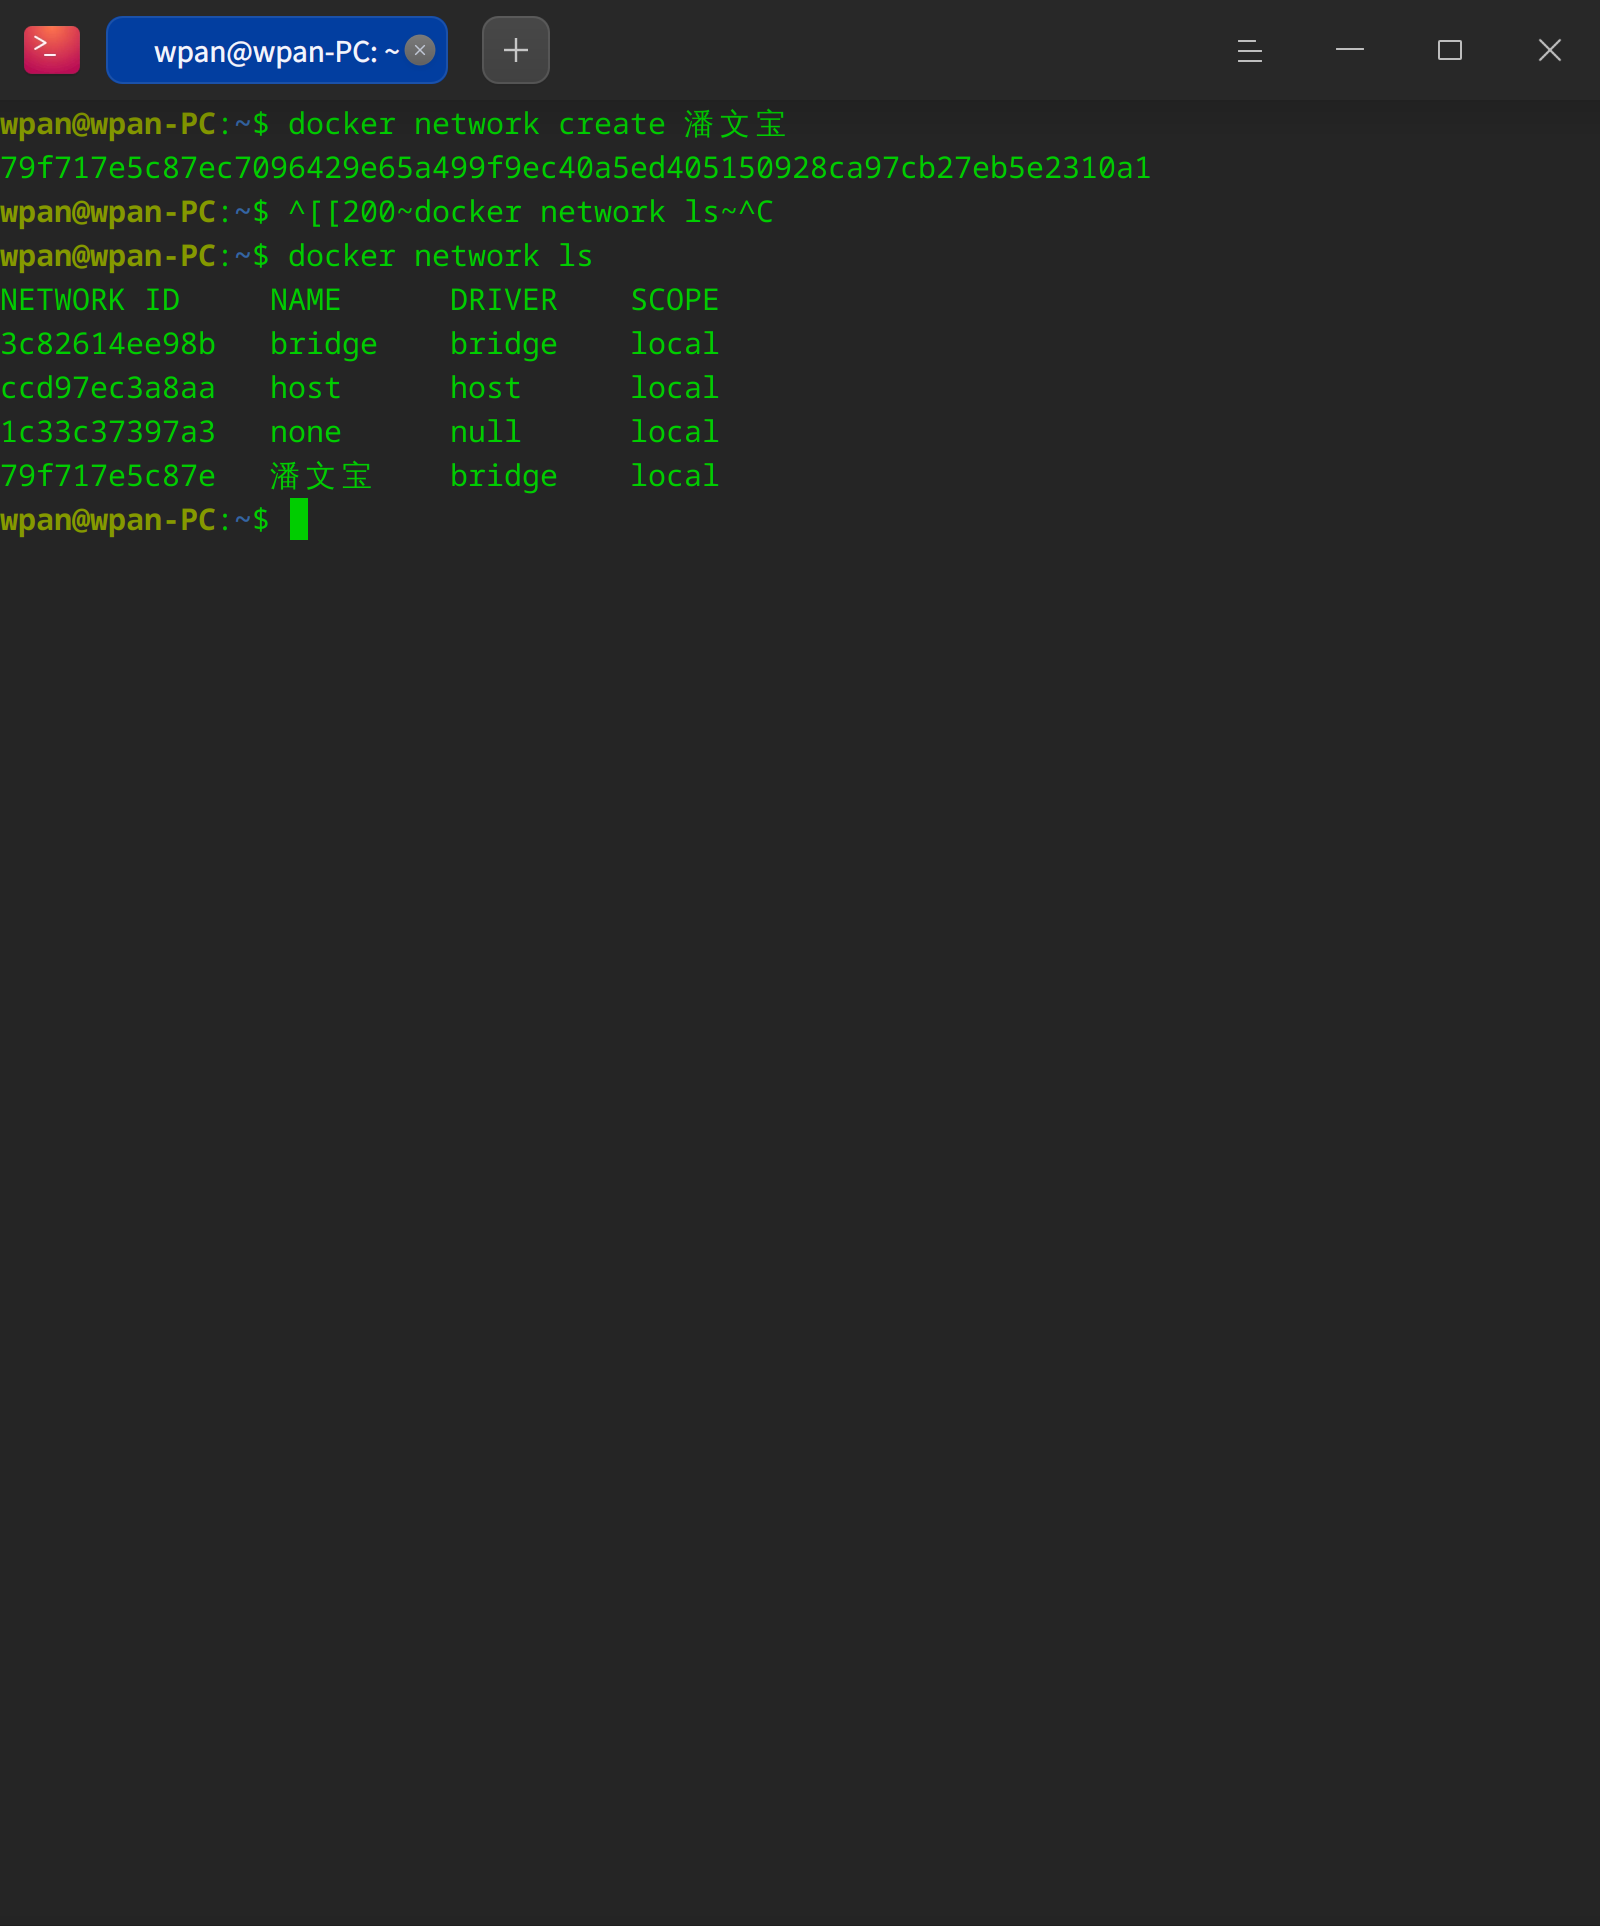 wpan@wpan-PC: ~
wpan@wpan-PC:~$ docker network create 潘文宝
79f717e5c87ec7096429e65a499f9ec40a5ed405150928ca97cb27eb5e2310a1
wpan@wpan-PC:~$ ^[[200~docker network ls~^C
wpan@wpan-PC:~$ docker network ls
NETWORK ID     NAME      DRIVER    SCOPE
3c82614ee98b   bridge    bridge    local
ccd97ec3a8aa   host      host      local
1c33c37397a3   none      null      local
79f717e5c87e   潘文宝    bridge    local
wpan@wpan-PC:~$